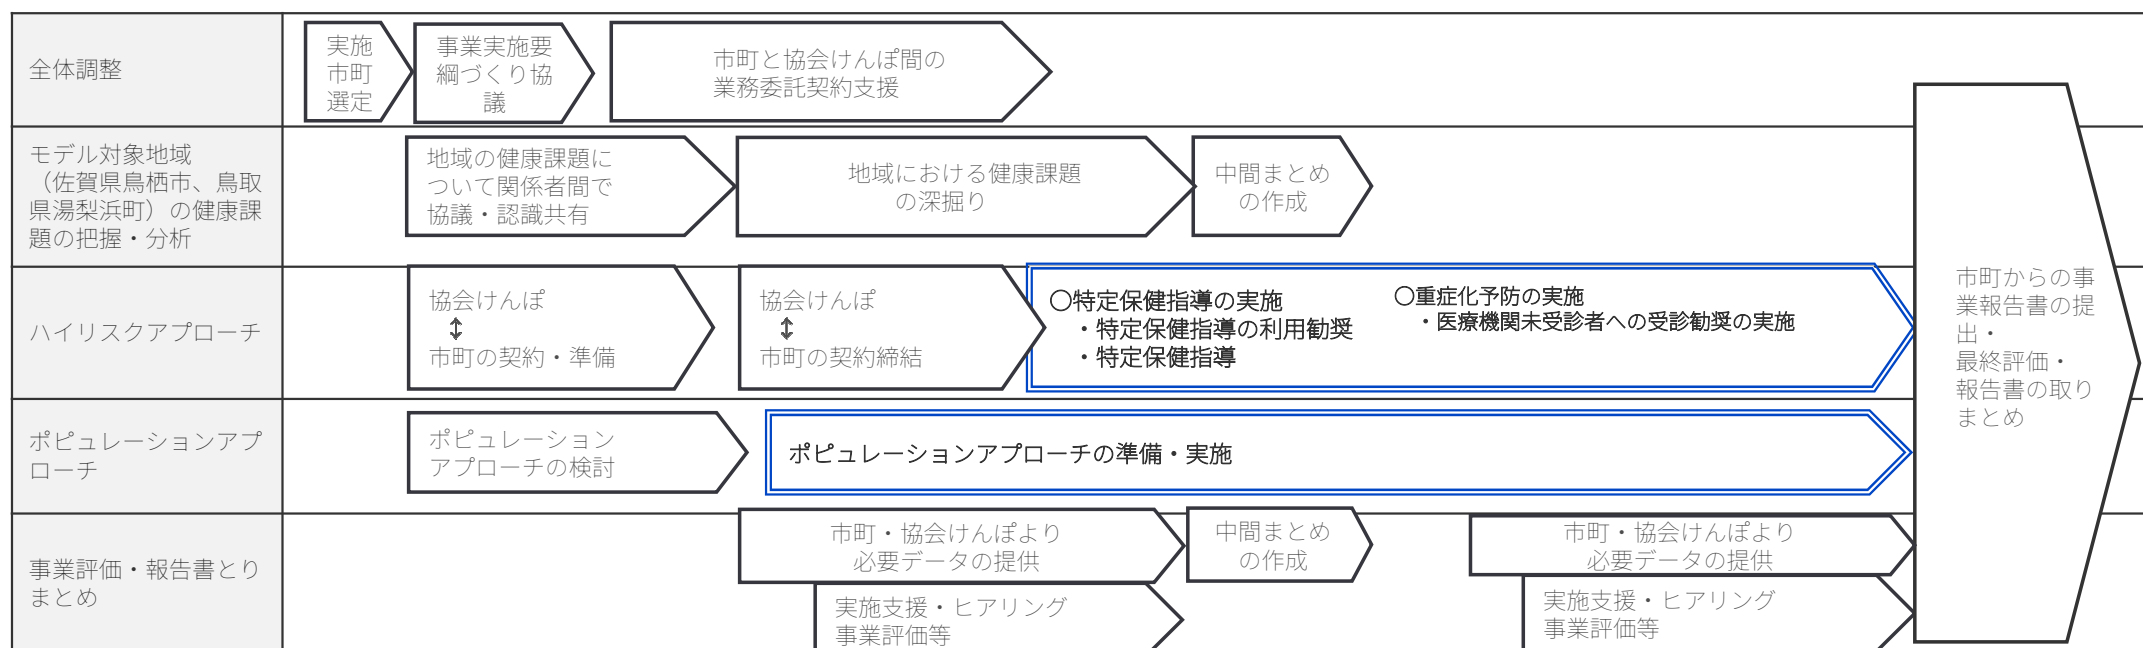 全体調整
実施
市町
選定
事業実施要
綱づくり協
議
市町と協会けんぽ間の
業務委託契約支援
モデル対象地域
（佐賀県鳥栖市、鳥取
県湯梨浜町）の健康課
題の把握・分析
地域の健康課題に
ついて関係者間で
協議・認識共有
地域における健康課題
の深掘り
中間まとめ
の作成
ハイリスクアプローチ
協会けんぽ
↕
市町の契約・準備
協会けんぽ
↕
市町の契約締結
〇特定保健指導の実施
・特定保健指導の利用勧奨
・特定保健指導
〇重症化予防の実施
・医療機関未受診者への受診勧奨の実施
ポピュレーションアプ
ローチ
ポピュレーション
アプローチの検討
ポピュレーションアプローチの準備・実施
事業評価・報告書とり
まとめ
市町・協会けんぽより
必要データの提供
実施支援・ヒアリング
事業評価等
中間まとめ
の作成
市町・協会けんぽより
必要データの提供
実施支援・ヒアリング
事業評価等
市町からの事
業報告書の提
出・
最終評価・
報告書の取り
まとめ